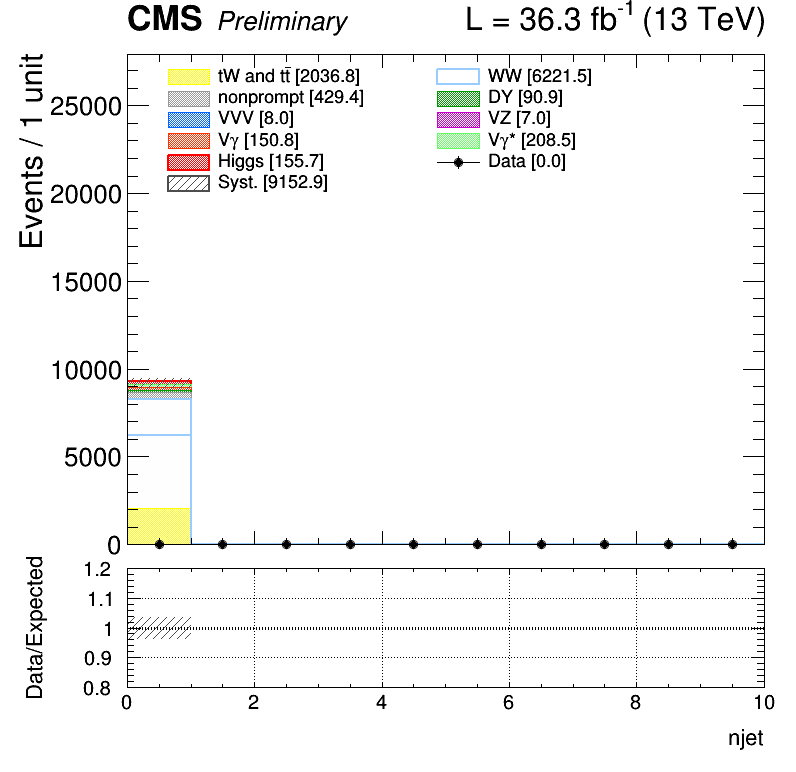 CMS Preliminary L = 36.3 fb⁻¹ (13 TeV)
Events / 1 unit
25000
20000
15000
10000
5000
0
tW and tt̄ [2036.8]
nonprompt [429.4]
VVV [8.0]
Vγ [150.8]
Higgs [155.7]
Syst. [9152.9]
WW [6221.5]
DY [90.9]
VZ [7.0]
Vγ* [208.5]
Data [0.0]
Data/Expected
1.2
1.1
1
0.9
0.8
0 2 4 6 8 10
njet